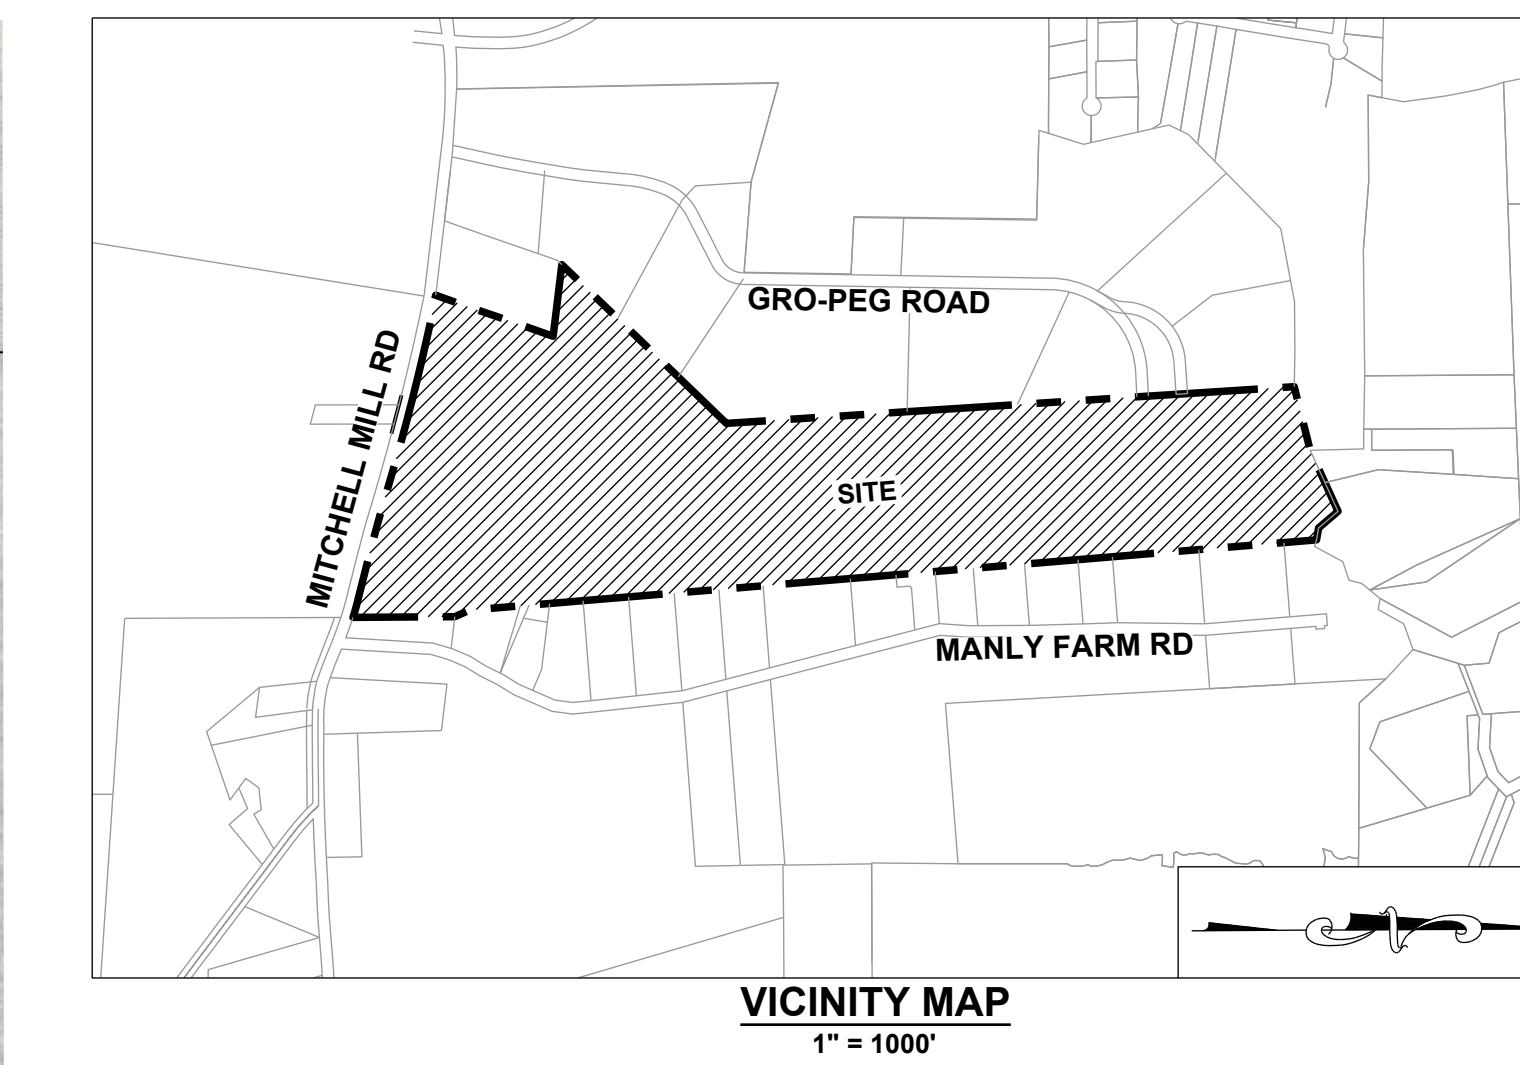 GRO-PEG ROAD
MITCHELL MILL RD
SITE
MANLY FARM RD
N
VICINITY MAP
1" = 1000'